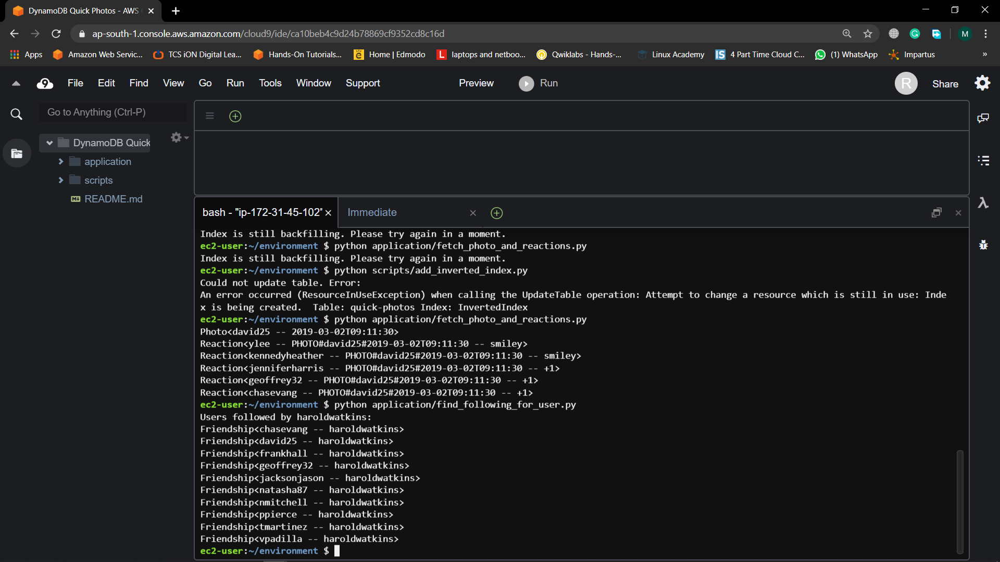 DynamoDB Quick Photos - AWS
ap-south-1.console.aws.amazon.com/cloud9/ide/ca10beb4c9d24b78869cf9352cd8c16d
M
Apps
Amazon Web Servic...
TCS iON Digital Lea...
Hands-On Tutorials...
Home | Edmodo
L laptops and netboo...
Qwiklabs - Hands-...
Linux Academy
IS 4 Part Time Cloud C...
(1) WhatsApp
Impartus
»
9 File Edit Find View Go Run Tools Window Support Preview Run R Share
Go to Anything (Ctrl-P)
DynamoDB Quick
application
scripts
README.md
bash - "ip-172-31-45-102"
Immediate
Index is still backfilling. Please try again in a moment.
ec2-user:~/environment $ python application/fetch_photo_and_reactions.py
Index is still backfilling. Please try again in a moment.
ec2-user:~/environment $ python scripts/add_inverted_index.py
Could not update table. Error:
An error occurred (ResourceInUseException) when calling the UpdateTable operation: Attempt to change a resource which is still in use: Inde
x is being created.  Table: quick-photos Index: InvertedIndex
ec2-user:~/environment $ python application/fetch_photo_and_reactions.py
Photo<david25 -- 2019-03-02T09:11:30>
Reaction<ylee -- PHOTO#david25#2019-03-02T09:11:30 -- smiley>
Reaction<kennedyheather -- PHOTO#david25#2019-03-02T09:11:30 -- smiley>
Reaction<jenniferharris -- PHOTO#david25#2019-03-02T09:11:30 -- +1>
Reaction<geoffrey32 -- PHOTO#david25#2019-03-02T09:11:30 -- +1>
Reaction<chasevang -- PHOTO#david25#2019-03-02T09:11:30 -- +1>
ec2-user:~/environment $ python application/find_following_for_user.py
Users followed by haroldwatkins:
Friendship<chasevang -- haroldwatkins>
Friendship<david25 -- haroldwatkins>
Friendship<frankhall -- haroldwatkins>
Friendship<geoffrey32 -- haroldwatkins>
Friendship<jacksonjason -- haroldwatkins>
Friendship<natasha87 -- haroldwatkins>
Friendship<nmitchell -- haroldwatkins>
Friendship<ppierce -- haroldwatkins>
Friendship<tmartinez -- haroldwatkins>
Friendship<vpadilla -- haroldwatkins>
ec2-user:~/environment $